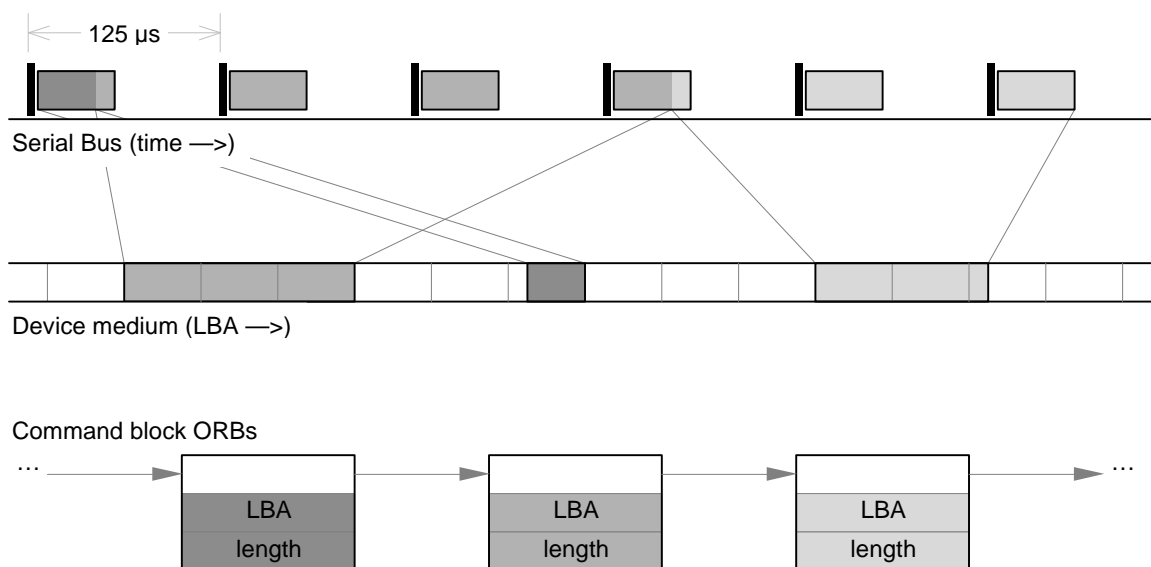 125 µs
Serial Bus (time —>)
Device medium (LBA —>)
Command block ORBs
… …
LBA LBA LBA
length length length